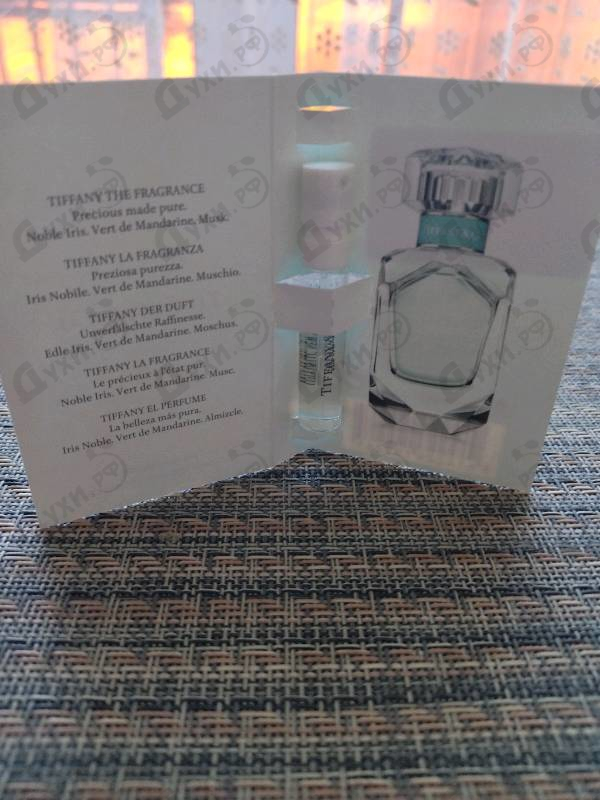 TIFFANY THE FRAGRANCE
Precious made pure.
Noble Iris. Vert de Mandarine. Musc.
TIFFANY LA FRAGRANZA
Preziosa purezza.
Iris Nobile. Vert de Mandarine. Muschio.
TIFFANY DER DUFT
Unverfälschte Raffinesse.
Edle Iris. Vert de Mandarine. Moschus.
TIFFANY LA FRAGRANCE
Le précieux à l'état pur.
Noble Iris. Vert de Mandarine. Musc.
TIFFANY EL PERFUME
La belleza más pura.
Iris Noble. Vert de Mandarine. Almizcle.
ДУХИ.РФ